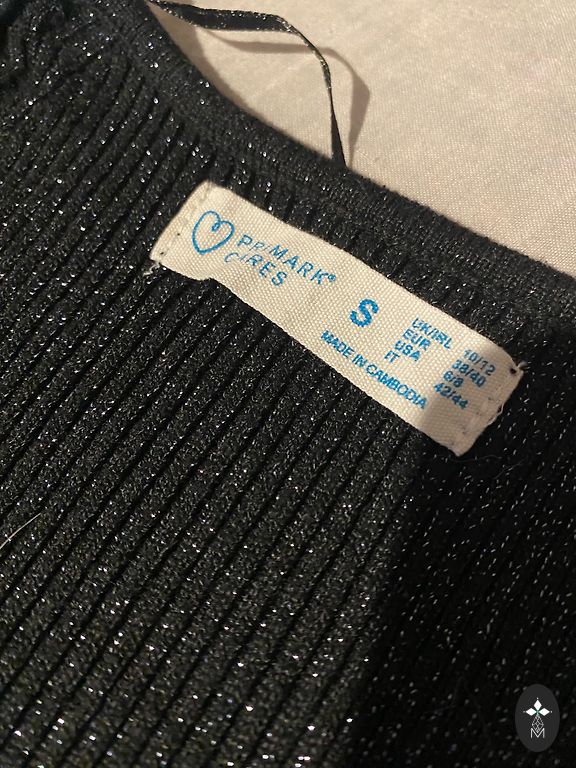 PRIMARK®
CARES
S
UK/IRL 10/12
EUR 38/40
USA 6/8
IT 42/44
MADE IN CAMBODIA
M